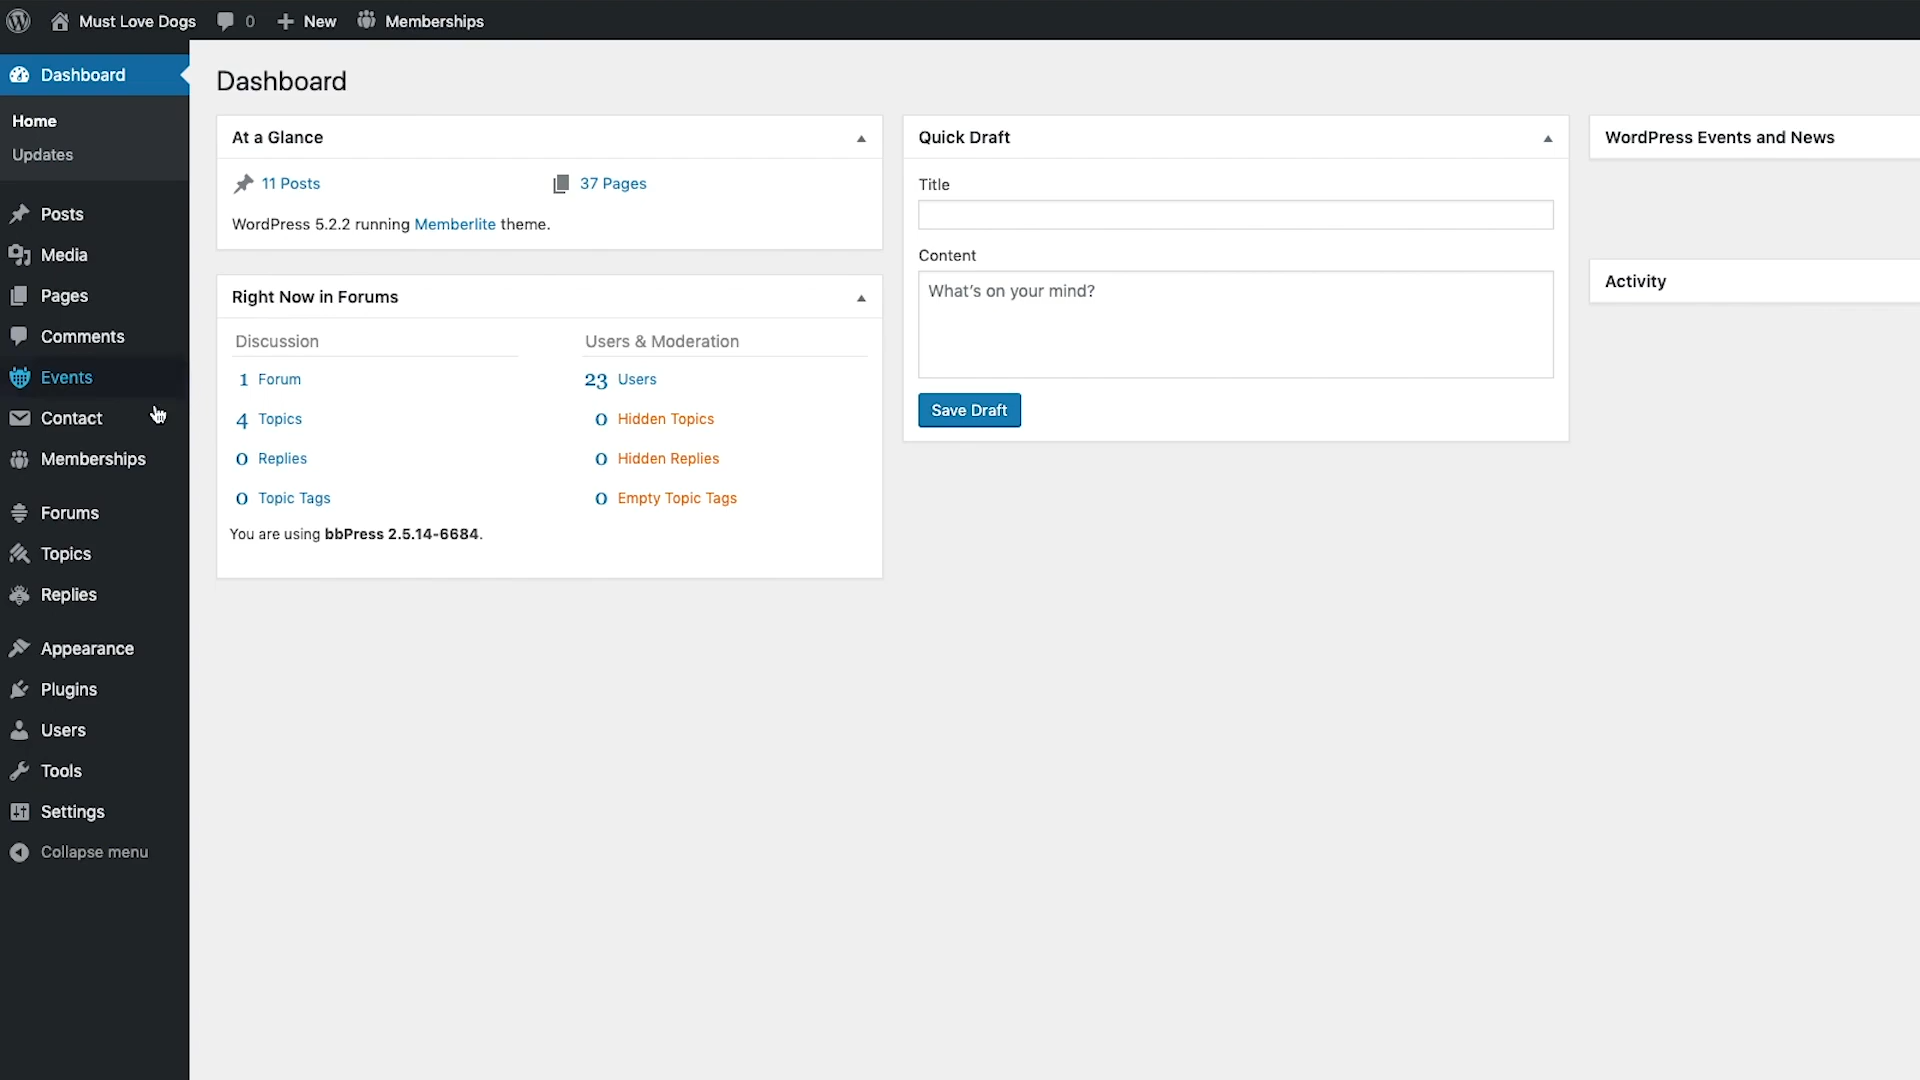 Must Love Dogs 0 New Memberships
Dashboard
Home
Updates
Posts
Media
Pages
Comments
Events
Contact
Memberships
Forums
Topics
Replies
Appearance
Plugins
Users
Tools
Settings
Collapse menu
Dashboard
At a Glance
11 Posts 37 Pages
WordPress 5.2.2 running Memberlite theme.
Right Now in Forums
Discussion Users & Moderation
1 Forum 23 Users
4 Topics 0 Hidden Topics
0 Replies 0 Hidden Replies
0 Topic Tags 0 Empty Topic Tags
You are using bbPress 2.5.14-6684.
Quick Draft
Title
Content
What's on your mind?
Save Draft
WordPress Events and News
Activity